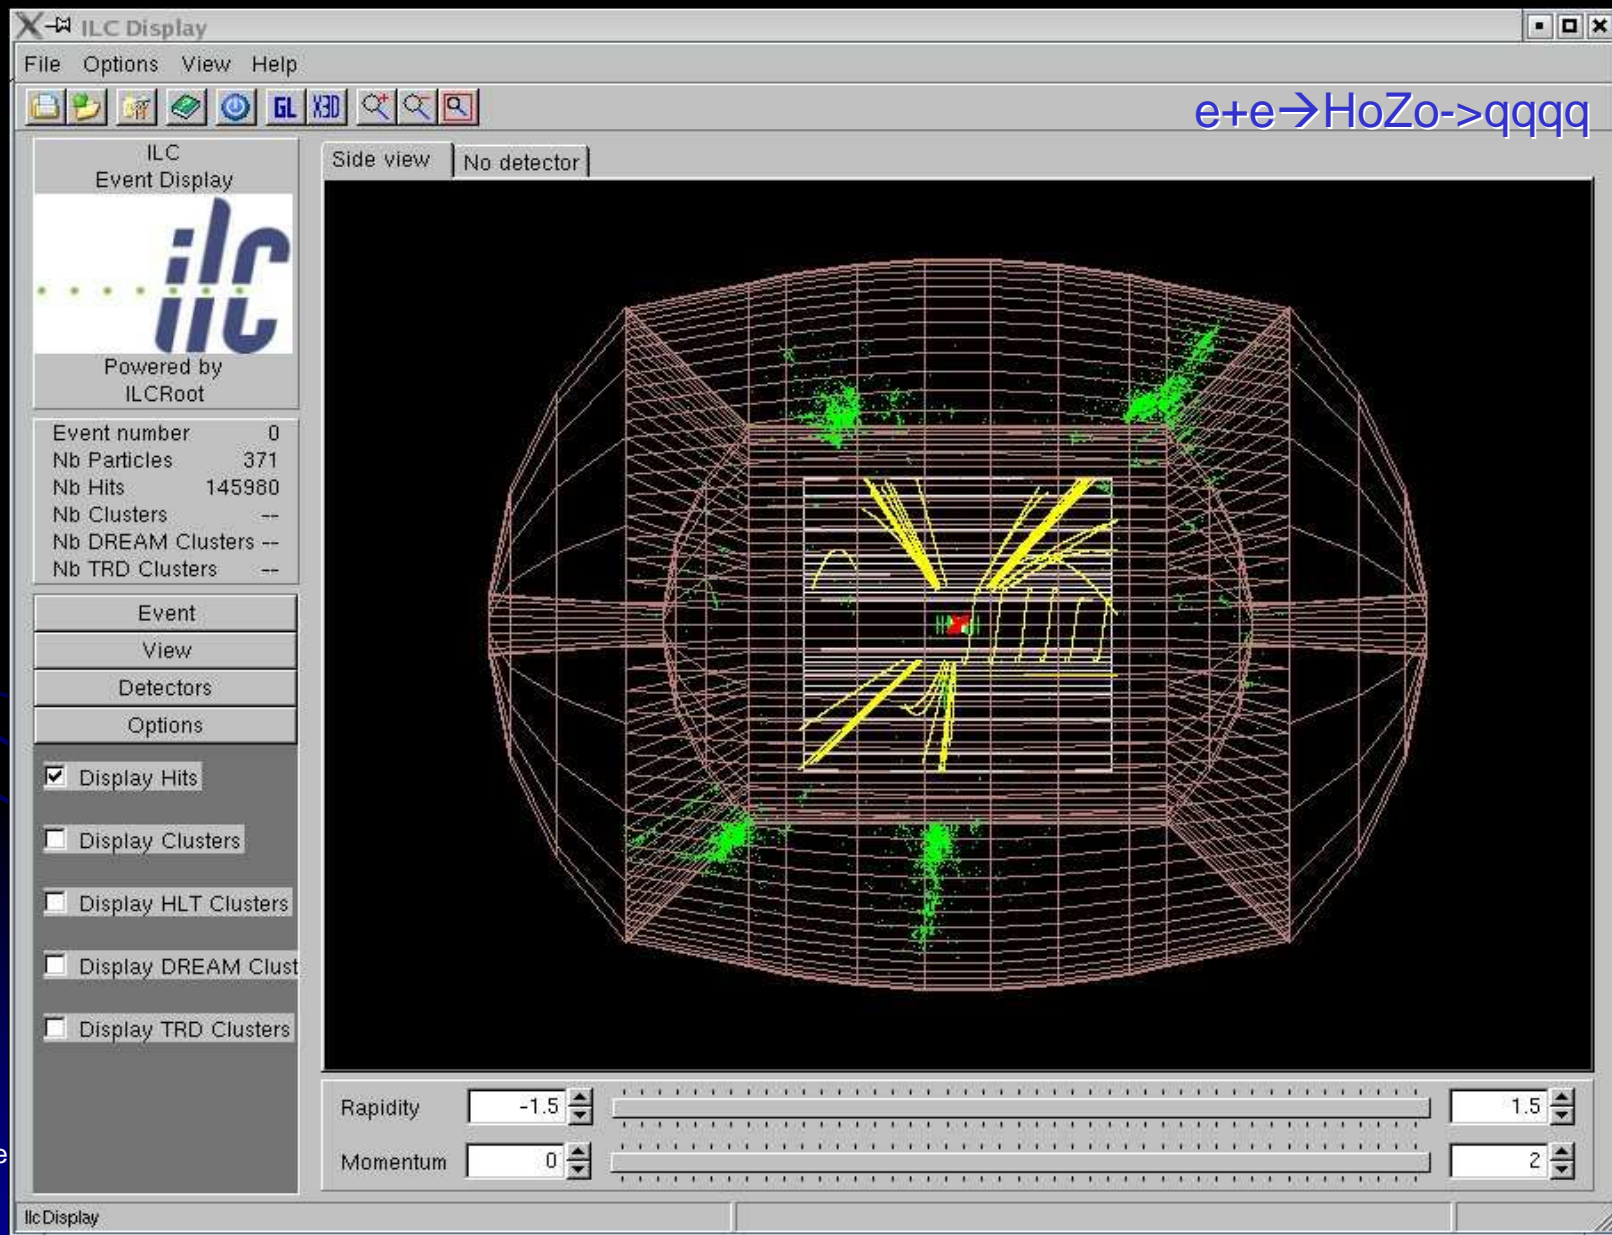 ILC Display
File Options View Help
GL X3D
e+e→HoZo->qqqq
ILC
Event Display
ilc
Powered by
ILCRoot
Side view No detector
Event number 0
Nb Particles 371
Nb Hits 145980
Nb Clusters --
Nb DREAM Clusters --
Nb TRD Clusters --
Event
View
Detectors
Options
Display Hits
Display Clusters
Display HLT Clusters
Display DREAM Clust
Display TRD Clusters
Rapidity -1.5 1.5
Momentum 0 2
e
IlcDisplay